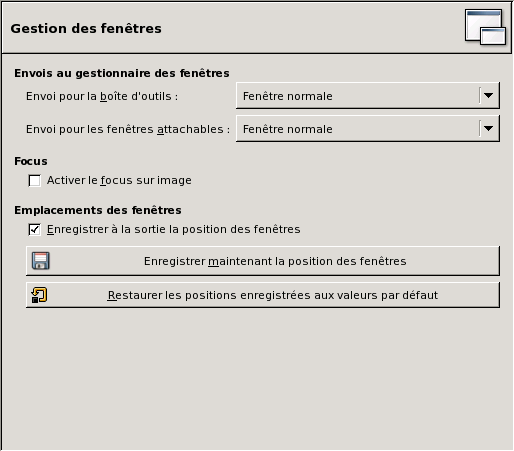 Gestion des fenêtres
Envois au gestionnaire des fenêtres
Envoi pour la boîte d'outils :
Fenêtre normale
Envoi pour les fenêtres attachables :
Fenêtre normale
Focus
Activer le focus sur image
Emplacements des fenêtres
Enregistrer à la sortie la position des fenêtres
Enregistrer maintenant la position des fenêtres
Restaurer les positions enregistrées aux valeurs par défaut